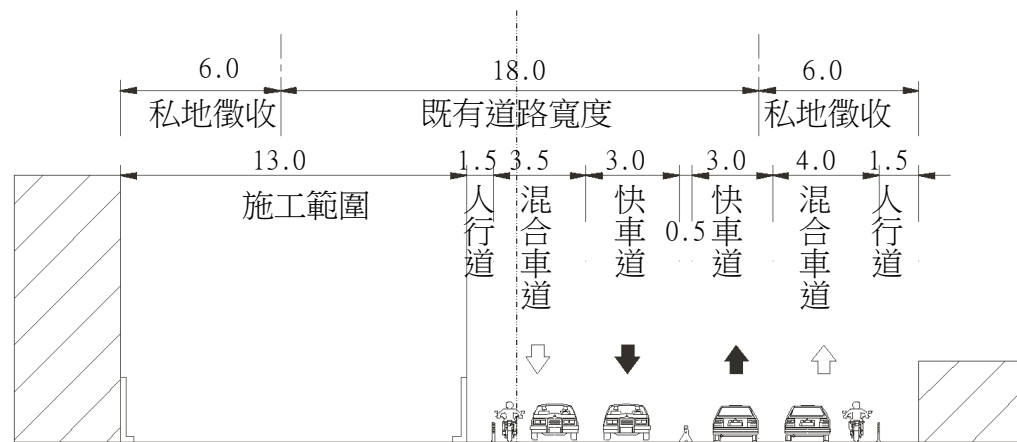 6.0 18.0 6.0
私地徵收 既有道路寬度 私地徵收
13.0 1.5 3.5 3.0 3.0 4.0 1.5
施工範圍 人行道 混合車道 快車道 0.5 快車道 混合車道 人行道